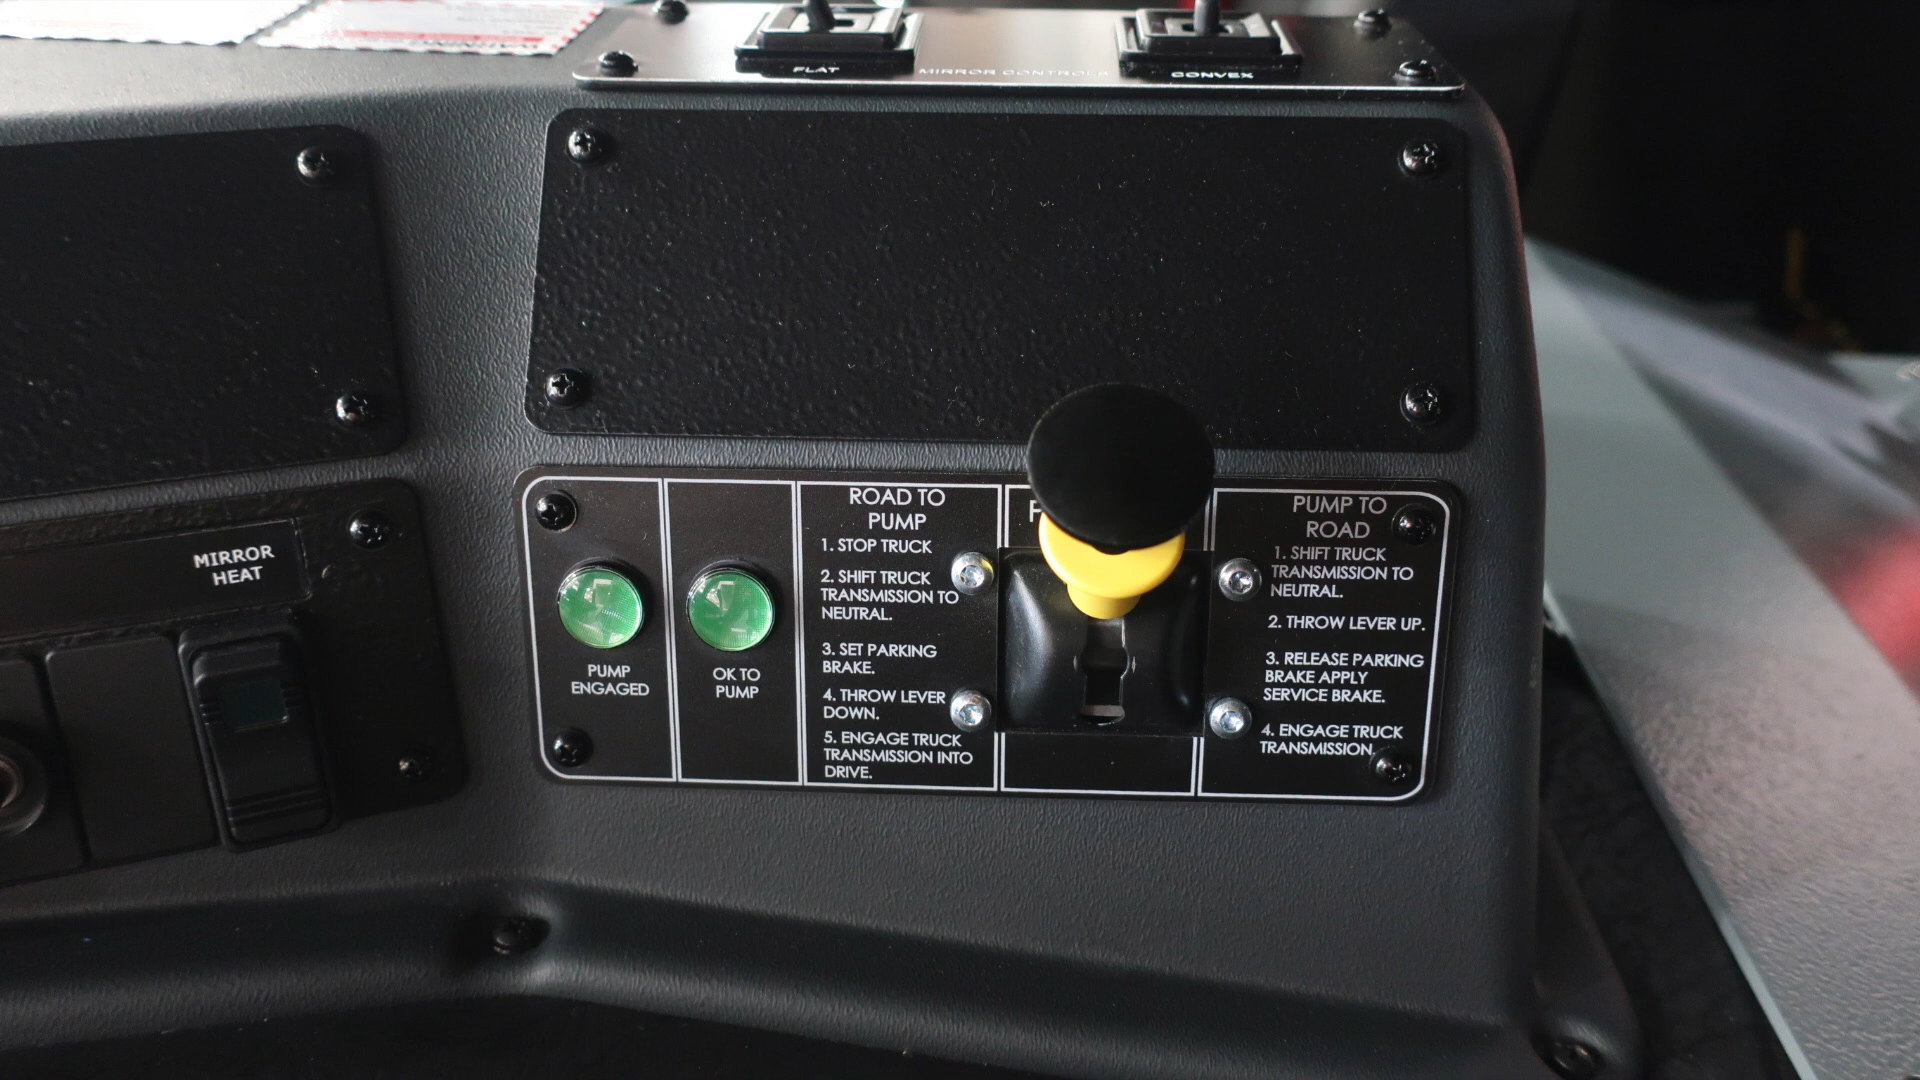 FLAT
MIRROR CONTROLS
CONVEX
MIRROR
HEAT
PUMP
ENGAGED
OK TO
PUMP
ROAD TO
PUMP
1. STOP TRUCK
2. SHIFT TRUCK
TRANSMISSION TO
NEUTRAL.
3. SET PARKING
BRAKE.
4. THROW LEVER
DOWN.
5. ENGAGE TRUCK
TRANSMISSION INTO
DRIVE.
PUMP TO
ROAD
1. SHIFT TRUCK
TRANSMISSION TO
NEUTRAL.
2. THROW LEVER UP.
3. RELEASE PARKING
BRAKE APPLY
SERVICE BRAKE.
4. ENGAGE TRUCK
TRANSMISSION.